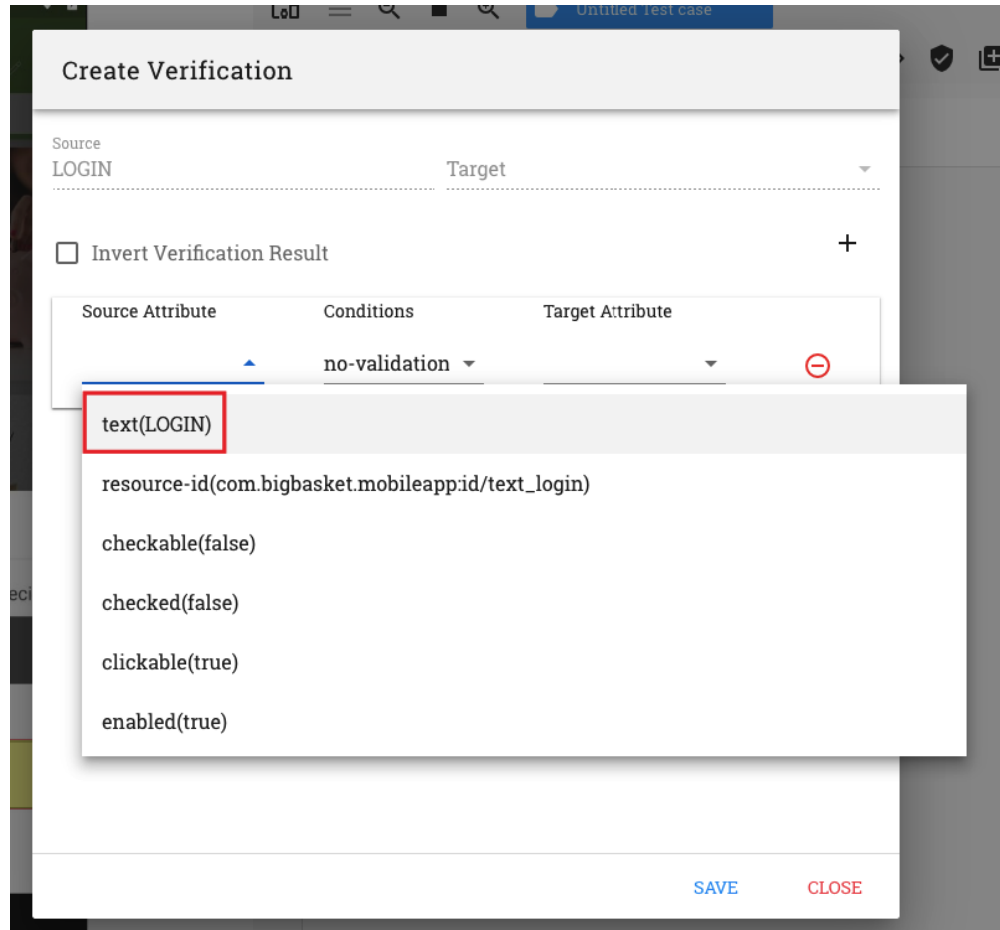 Untitled Test case
Create Verification
Source
LOGIN
Target
Invert Verification Result
+
Source Attribute Conditions Target Attribute
no-validation
text(LOGIN)
resource-id(com.bigbasket.mobileapp:id/text_login)
checkable(false)
checked(false)
eci
clickable(true)
enabled(true)
SAVE CLOSE